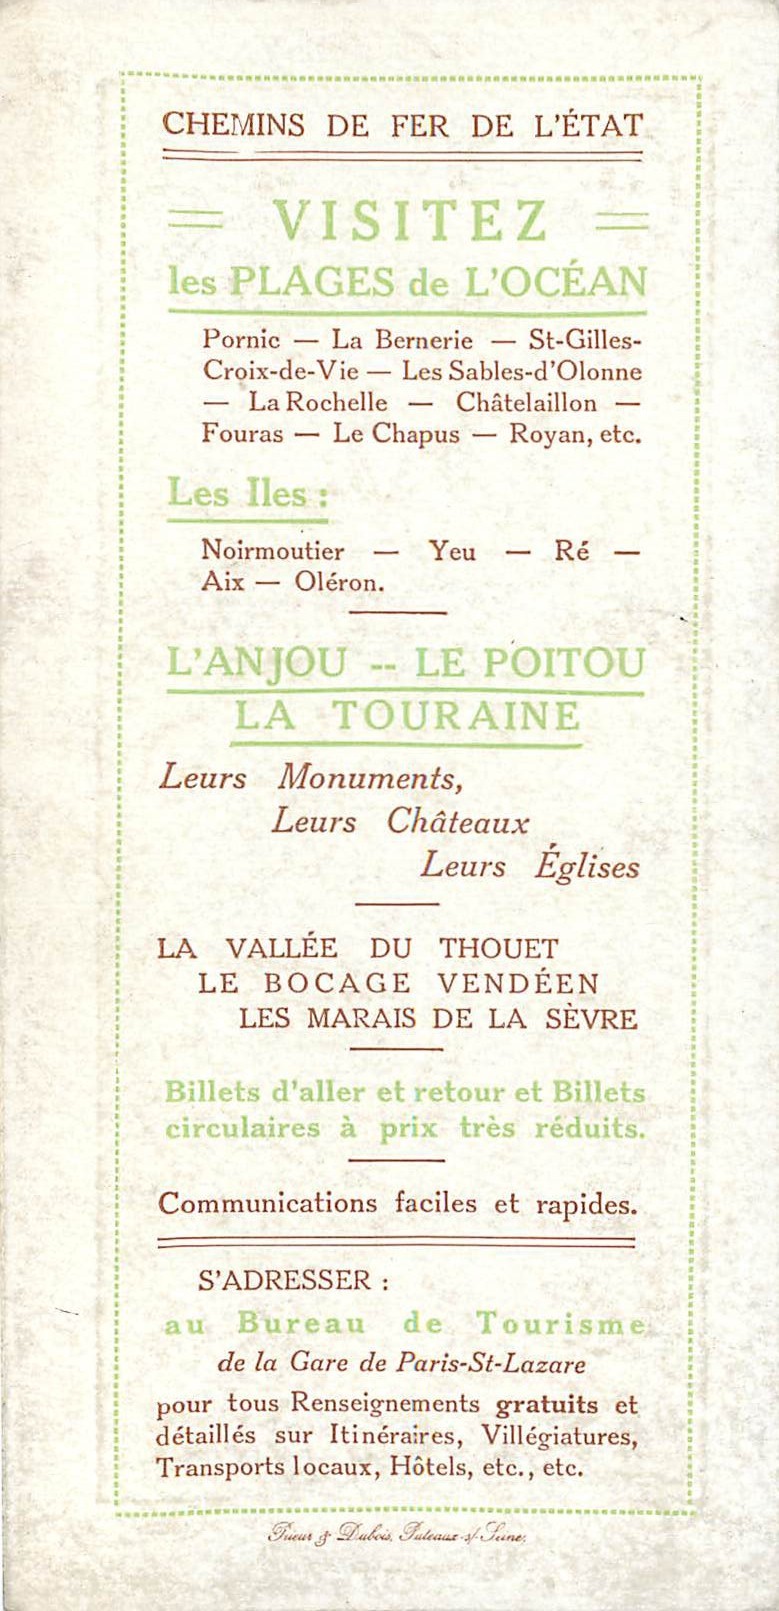 CHEMINS DE FER DE L'ÉTAT
VISITEZ
les PLAGES de L'OCÉAN
Pornic — La Bernerie — St-Gilles-
Croix-de-Vie — Les Sables-d'Olonne
— La Rochelle — Châtelaillon —
Fouras — Le Chapus — Royan, etc.
Les Iles :
Noirmoutier — Yeu — Ré —
Aix — Oléron.
L'ANJOU -- LE POITOU
LA TOURAINE
Leurs Monuments,
Leurs Châteaux
Leurs Églises
LA VALLÉE DU THOUET
LE BOCAGE VENDÉEN
LES MARAIS DE LA SÈVRE
Billets d'aller et retour et Billets
circulaires à prix très réduits.
Communications faciles et rapides.
S'ADRESSER :
au Bureau de Tourisme
de la Gare de Paris-St-Lazare
pour tous Renseignements gratuits et
détaillés sur Itinéraires, Villégiatures,
Transports locaux, Hôtels, etc., etc.
Prieur & Dubois, Puteaux-s/-Seine.